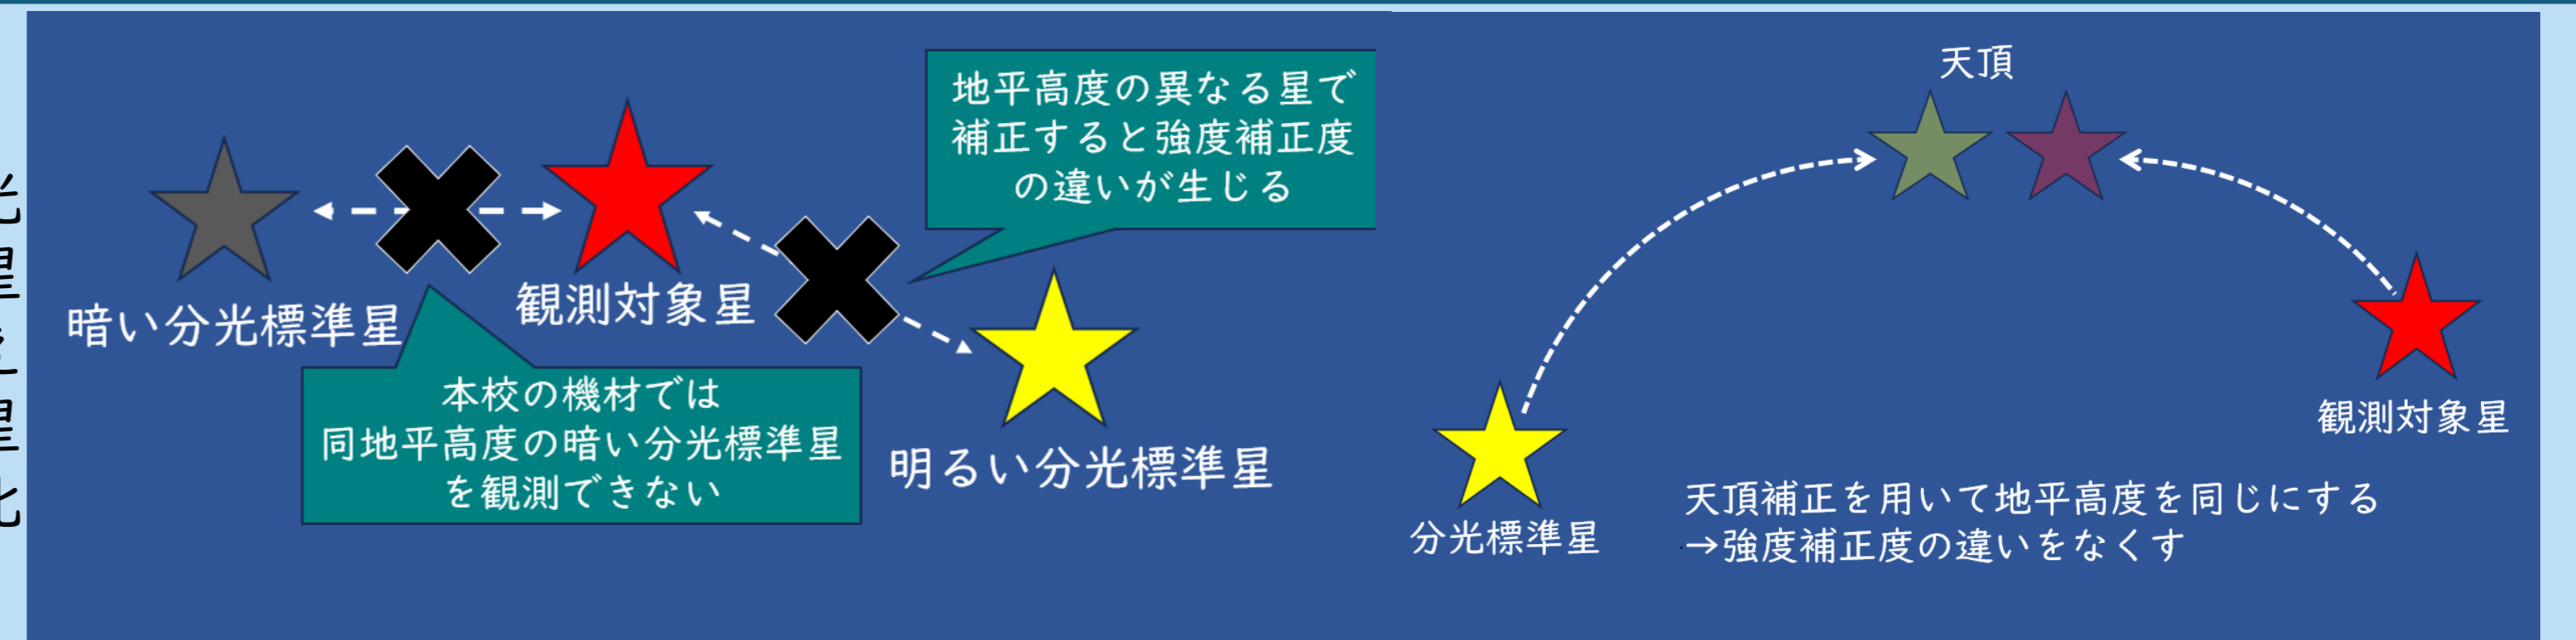 暗い分光標準星
観測対象星
地平高度の異なる星で
補正すると強度補正度
の違いが生じる
本校の機材では
同地平高度の暗い分光標準星
を観測できない
明るい分光標準星
天頂
分光標準星
観測対象星
天頂補正を用いて地平高度を同じにする
→強度補正度の違いをなくす